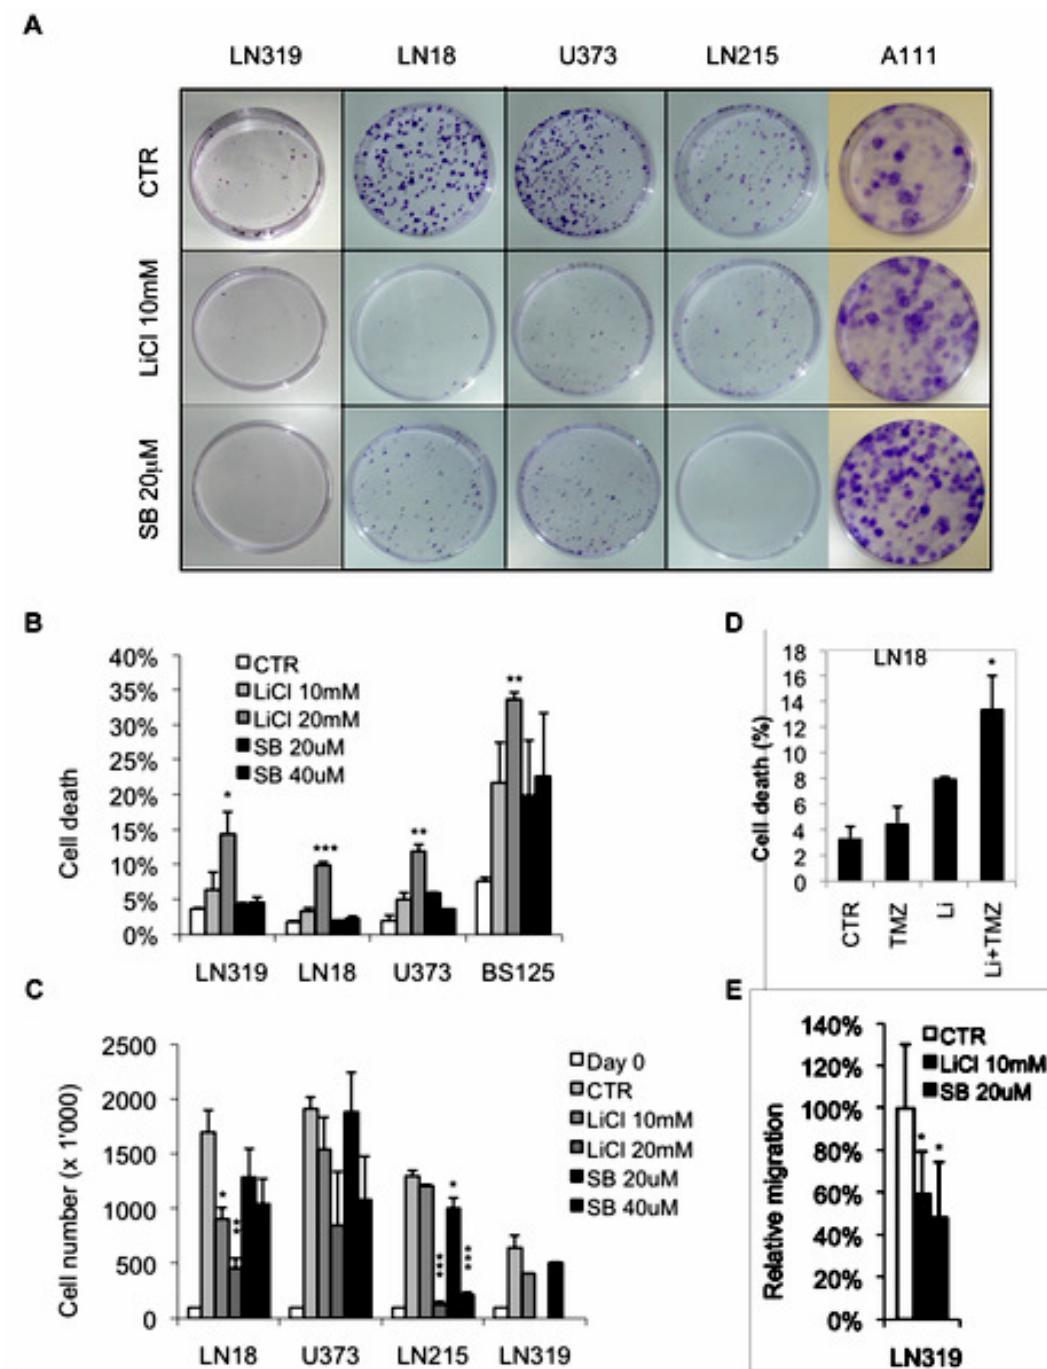 A
LN319 LN18 U373 LN215 A111
CTR
LiCl 10mM
SB 20µM
B
40%
35%
30%
25%
20%
15%
10%
5%
0%
Cell death
CTR
LiCl 10mM
LiCl 20mM
SB 20uM
SB 40uM
*
***
**
**
LN319 LN18 U373 BS125
D
LN18
18
16
14
12
10
8
6
4
2
0
Cell death (%)
*
CTR
TMZ
Li
Li+TMZ
C
2500
2000
1500
1000
500
0
Cell number (x 1'000)
*
**
***
*
***
Day 0
CTR
LiCl 10mM
LiCl 20mM
SB 20uM
SB 40uM
LN18 U373 LN215 LN319
E
140%
120%
100%
80%
60%
40%
20%
0%
Relative migration
CTR
LiCl 10mM
SB 20uM
* *
LN319